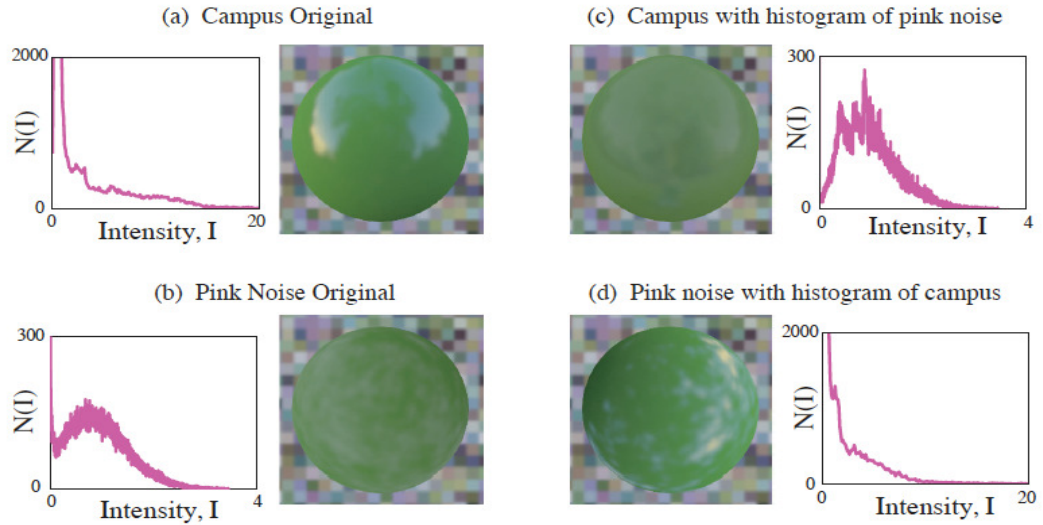 (a) Campus Original
2000
N(I)
0
0
20
Intensity, I
(c) Campus with histogram of pink noise
300
N(I)
0
0
4
Intensity, I
(b) Pink Noise Original
300
N(I)
0
0
4
Intensity, I
(d) Pink noise with histogram of campus
2000
N(I)
0
0
20
Intensity, I